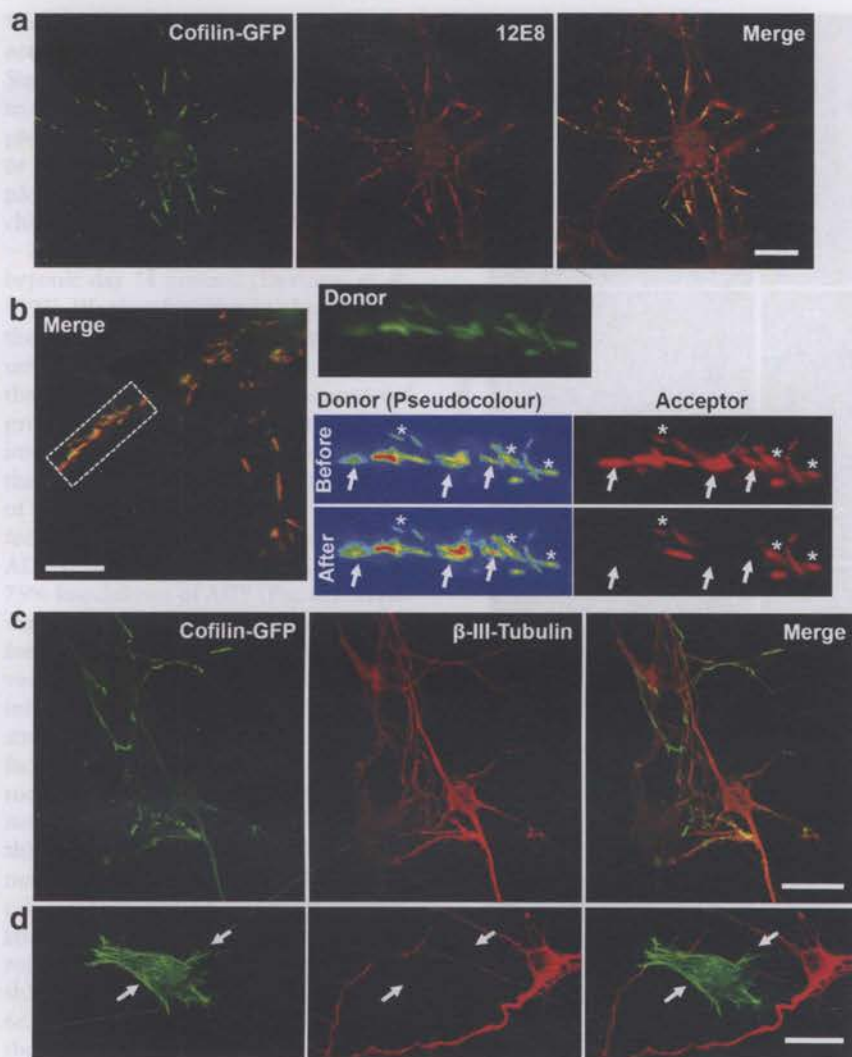 a
Cofilin-GFP
12E8
Merge
b
Merge
Donor
Donor (Pseudocolour)
Acceptor
Before
*
*
*
*
*
*
After
*
*
*
*
*
*
c
Cofilin-GFP
β-III-Tubulin
Merge
d